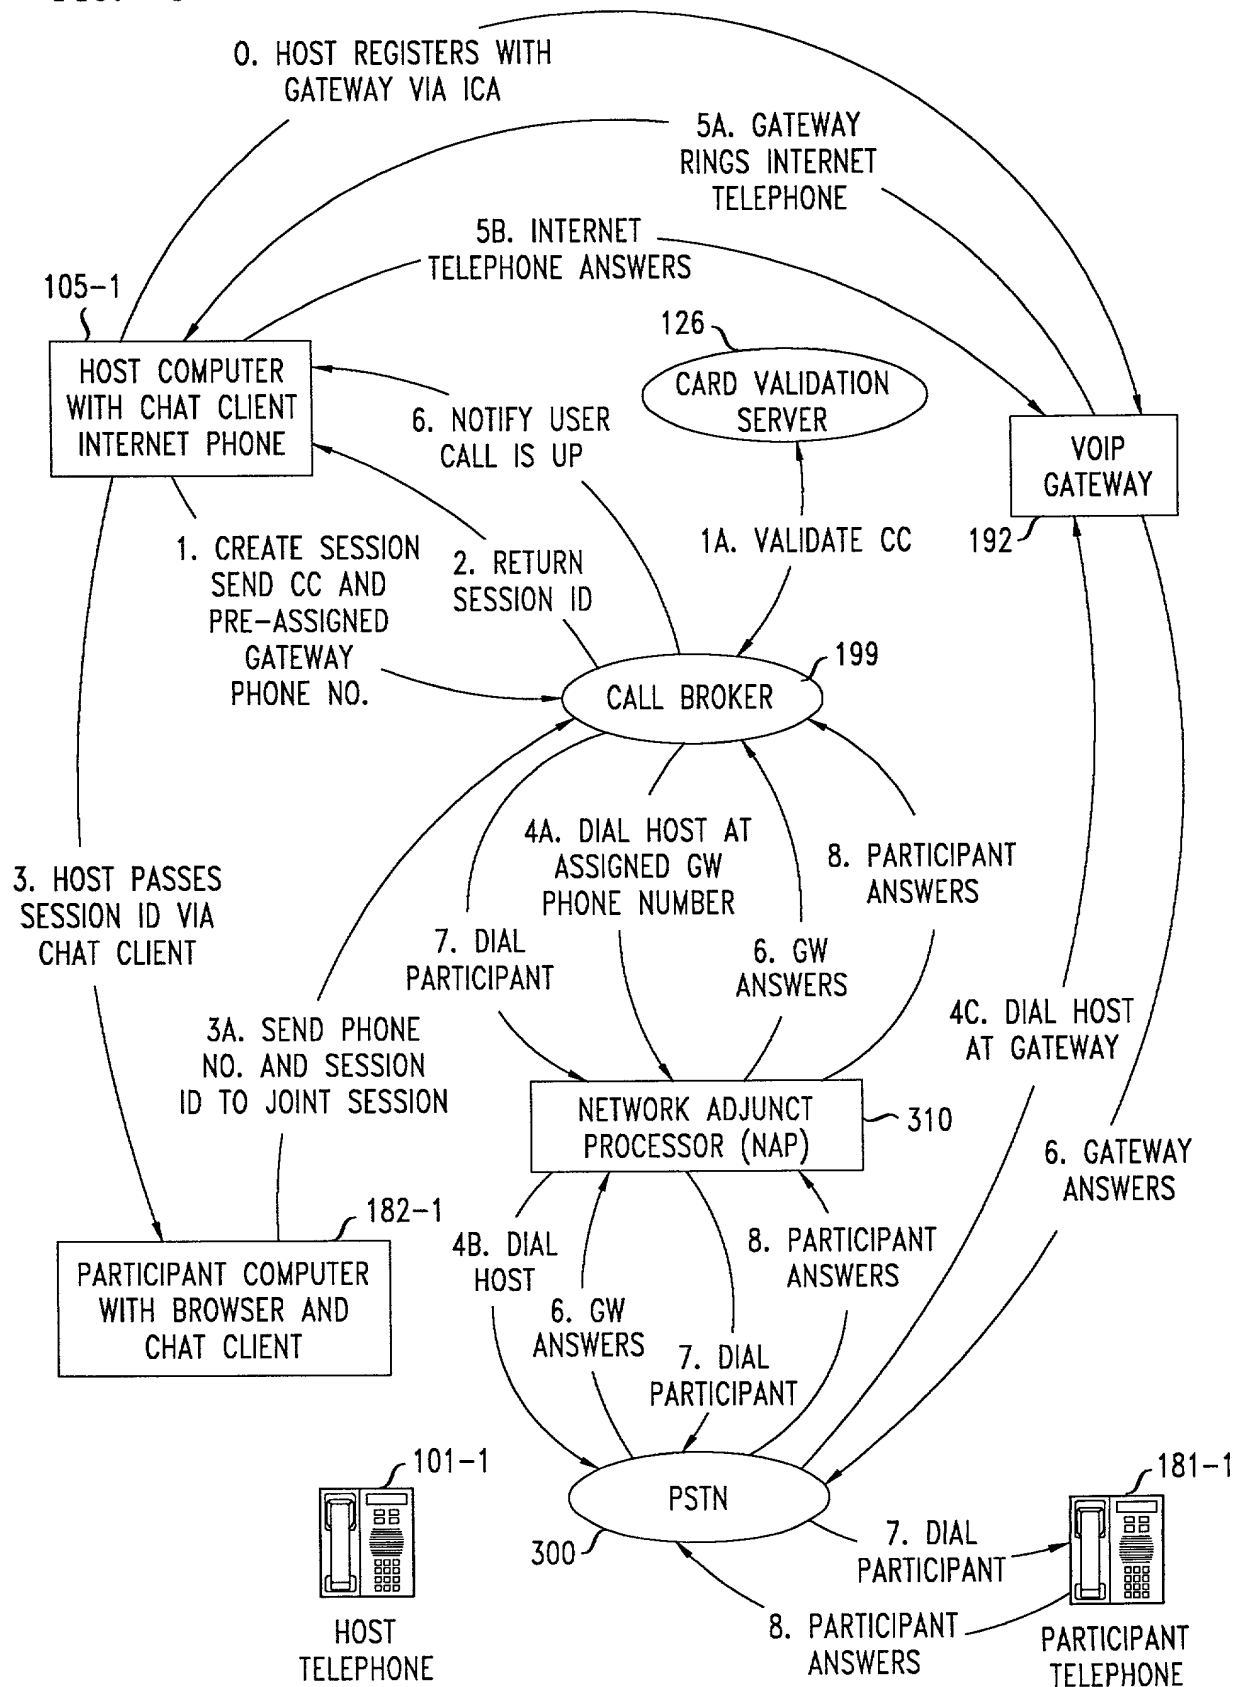 0. HOST REGISTERS WITH
GATEWAY VIA ICA
5A. GATEWAY
RINGS INTERNET
TELEPHONE
5B. INTERNET
TELEPHONE ANSWERS
105-1
HOST COMPUTER
WITH CHAT CLIENT
INTERNET PHONE
126
CARD VALIDATION
SERVER
6. NOTIFY USER
CALL IS UP
VOIP
GATEWAY
192
1. CREATE SESSION
SEND CC AND
PRE-ASSIGNED
GATEWAY
PHONE NO.
2. RETURN
SESSION ID
1A. VALIDATE CC
199
CALL BROKER
3. HOST PASSES
SESSION ID VIA
CHAT CLIENT
4A. DIAL HOST AT
ASSIGNED GW
PHONE NUMBER
8. PARTICIPANT
ANSWERS
7. DIAL
PARTICIPANT
6. GW
ANSWERS
3A. SEND PHONE
NO. AND SESSION
ID TO JOINT SESSION
4C. DIAL HOST
AT GATEWAY
NETWORK ADJUNCT
PROCESSOR (NAP)
310
6. GATEWAY
ANSWERS
182-1
PARTICIPANT COMPUTER
WITH BROWSER AND
CHAT CLIENT
4B. DIAL
HOST
8. PARTICIPANT
ANSWERS
6. GW
ANSWERS
7. DIAL
PARTICIPANT
101-1
PSTN
300
181-1
7. DIAL
PARTICIPANT
8. PARTICIPANT
ANSWERS
HOST
TELEPHONE
PARTICIPANT
TELEPHONE